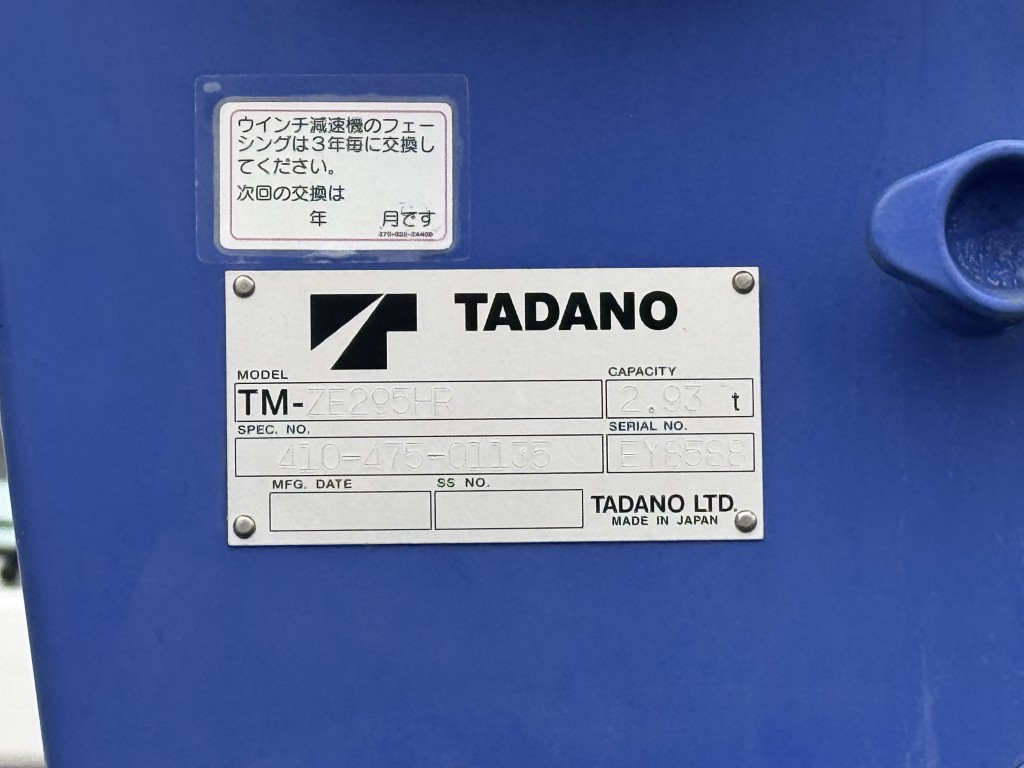 ウインチ減速機のフェー
シングは3年毎に交換し
てください。
次回の交換は
年 月です
TADANO
MODEL CAPACITY
TM-ZE295HR 2.93 t
SPEC. NO. SERIAL NO.
410-475-01135 EY8588
MFG. DATE SS NO.
TADANO LTD.
MADE IN JAPAN